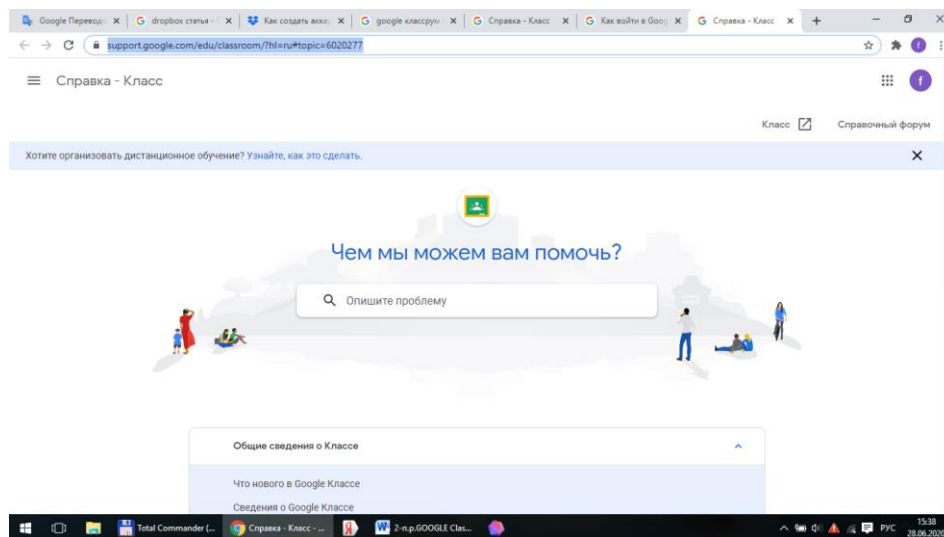 Google Перевод
dropbox статья -
Как создать акка
google классрум
Справка - Класс
Как войти в Goo
Справка - Класс
support.google.com/edu/classroom/?hl=ru#topic=6020277
f
Справка - Класс
f
Класс
Справочный форум
Хотите организовать дистанционное обучение? Узнайте, как это сделать.
Чем мы можем вам помочь?
Опишите проблему
Общие сведения о Классе
Что нового в Google Классе
Сведения о Google Классе
Total Commander (...
Справка - Класс - ...
Я
W
2-п.р.GOOGLE Clas...
РУС
15:38
28.06.2020